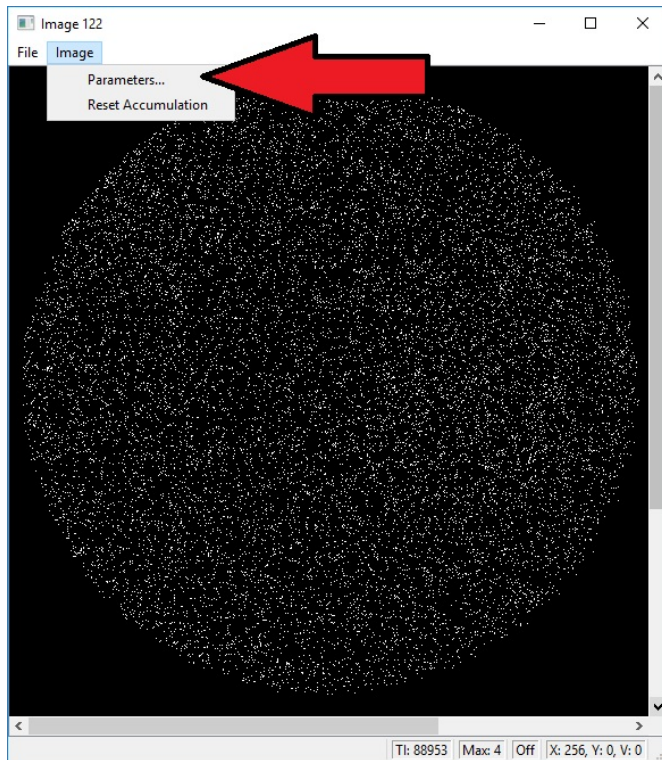 Image 122
File Image
Parameters...
Reset Accumulation
TI: 88953 Max: 4 Off X: 256, Y: 0, V: 0